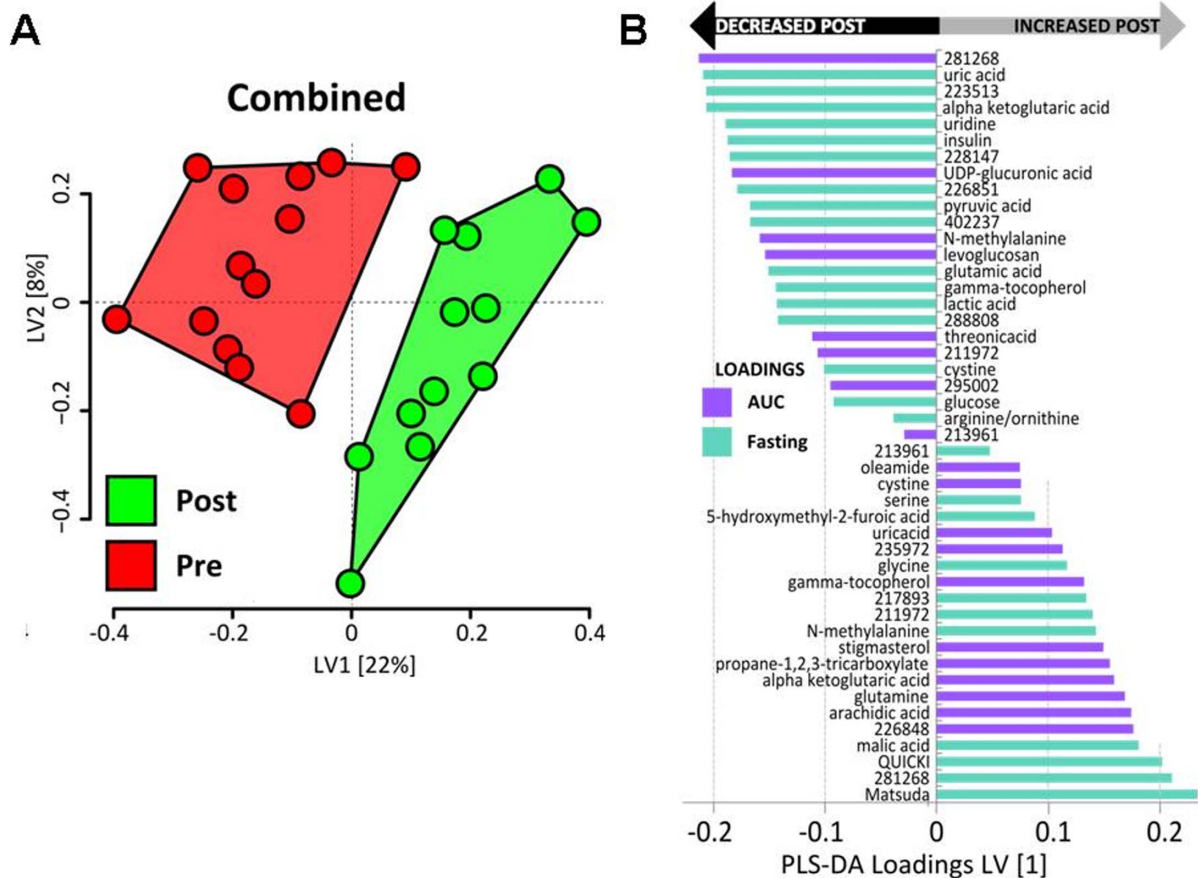 A
Combined
LV2 [8%]
0.2
0
-0.2
-0.4
Post
Pre
-0.4
-0.2
0
0.2
0.4
LV1 [22%]
B
DECREASED POST
INCREASED POST
281268
uric acid
223513
alpha ketoglutaric acid
uridine
insulin
228147
UDP-glucuronic acid
226851
pyruvic acid
402237
N-methylalanine
levoglucosan
glutamic acid
gamma-tocopherol
lactic acid
288808
threonicacid
211972
cystine
295002
glucose
arginine/ornithine
213961
LOADINGS
AUC
Fasting
213961
oleamide
cystine
serine
5-hydroxymethyl-2-furoic acid
uricacid
235972
glycine
gamma-tocopherol
217893
211972
N-methylalanine
stigmasterol
propane-1,2,3-tricarboxylate
alpha ketoglutaric acid
glutamine
arachidic acid
226848
malic acid
QUICKI
281268
Matsuda
-0.2
-0.1
0
0.1
0.2
PLS-DA Loadings LV [1]